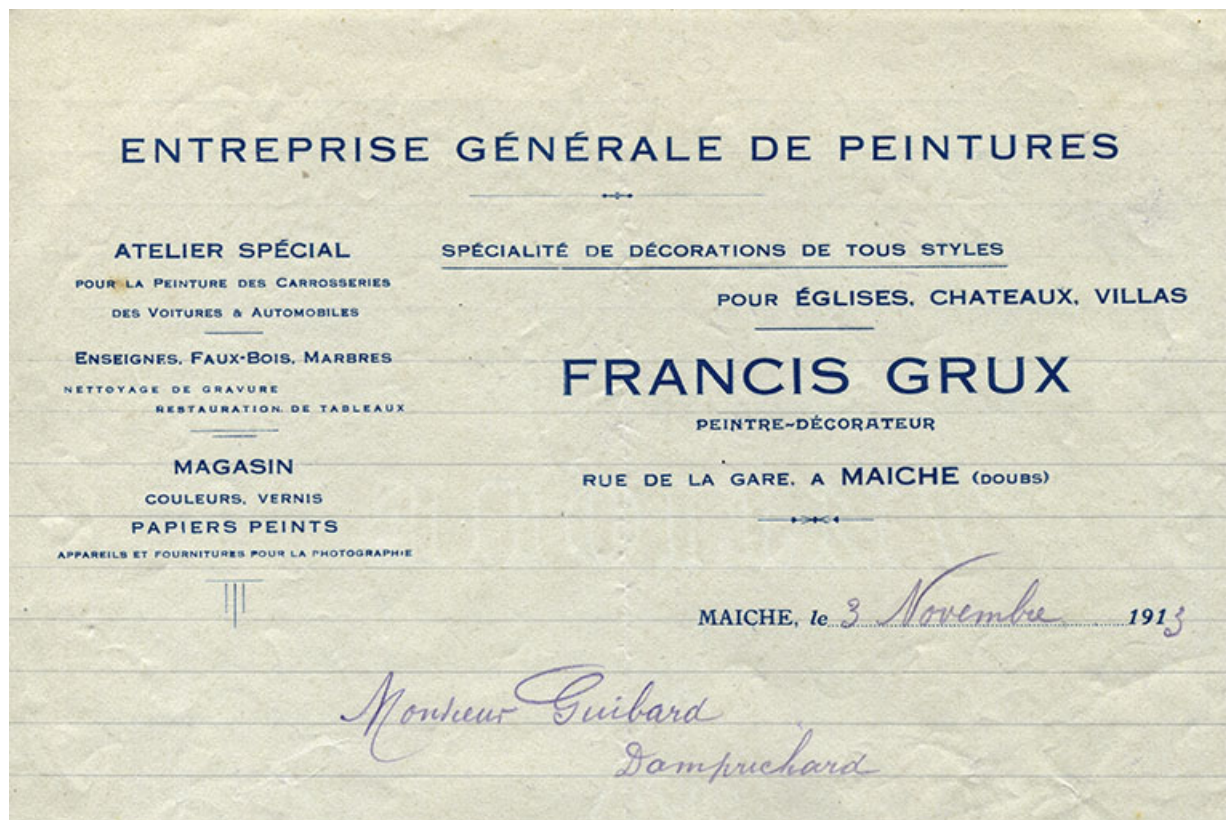 ENTREPRISE GÉNÉRALE DE PEINTURES
ATELIER SPÉCIAL
POUR LA PEINTURE DES CARROSSERIES
DES VOITURES & AUTOMOBILES
ENSEIGNES, FAUX-BOIS, MARBRES
NETTOYAGE DE GRAVURE
RESTAURATION DE TABLEAUX
MAGASIN
COULEURS, VERNIS
PAPIERS PEINTS
APPAREILS ET FOURNITURES POUR LA PHOTOGRAPHIE
SPÉCIALITÉ DE DÉCORATIONS DE TOUS STYLES
POUR ÉGLISES, CHATEAUX, VILLAS
FRANCIS GRUX
PEINTRE-DÉCORATEUR
RUE DE LA GARE, A MAICHE (DOUBS)
MAICHE, le 3 Novembre 1913
Monsieur Guibard
Damprichard